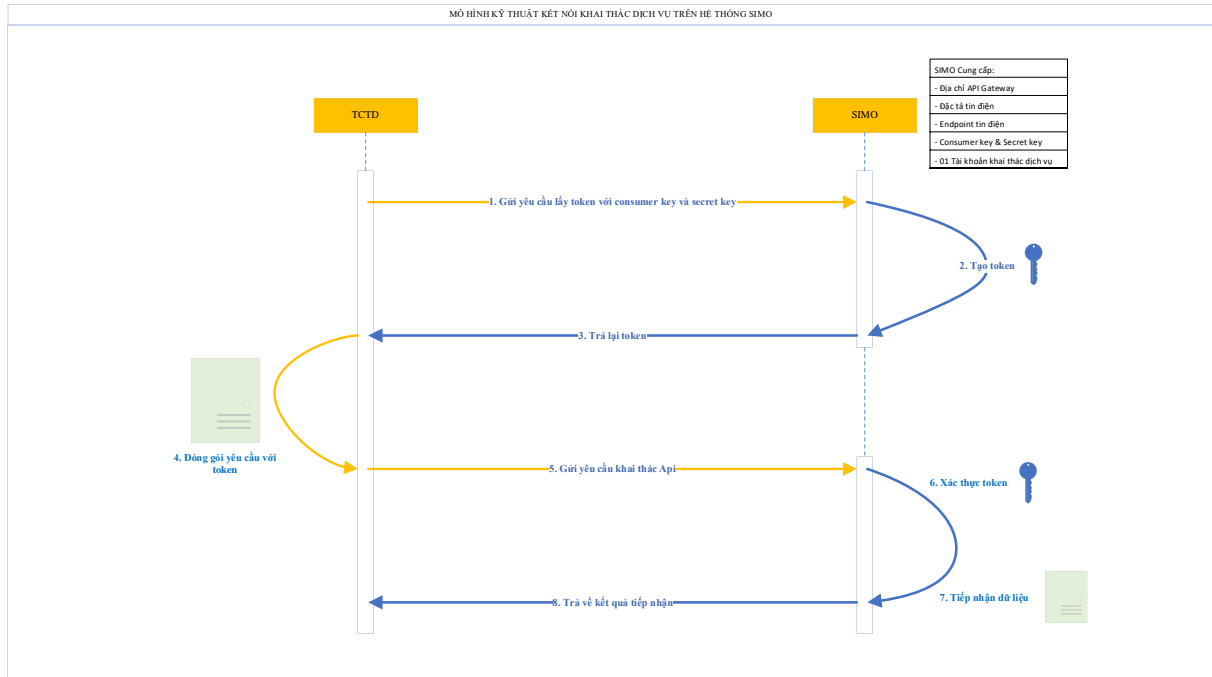 MÔ HÌNH KỸ THUẬT KẾT NỐI KHAI THÁC DỊCH VỤ TRÊN HỆ THỐNG SIMO
SIMO Cung cấp:
- Địa chỉ API Gateway
- Đặc tả tin điện
- Endpoint tin điện
- Consumer key & Secret key
- 01 Tài khoản khai thác dịch vụ
TCTD
SIMO
1. Gửi yêu cầu lấy token với consumer key và secret key
2. Tạo token
3. Trả lại token
4. Đóng gói yêu cầu với
token
5. Gửi yêu cầu khai thác Api
6. Xác thực token
7. Tiếp nhận dữ liệu
8. Trả về kết quả tiếp nhận